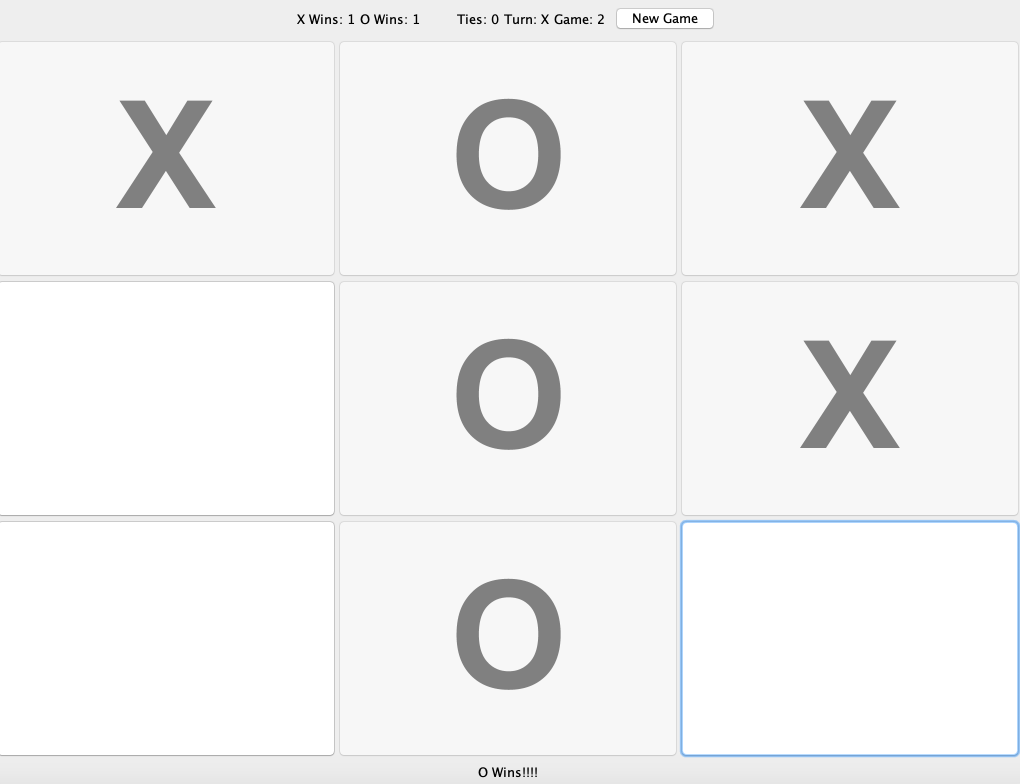 X Wins: 1 O Wins: 1 Ties: 0 Turn: X Game: 2 New Game
X O X
O X
O
O Wins!!!!